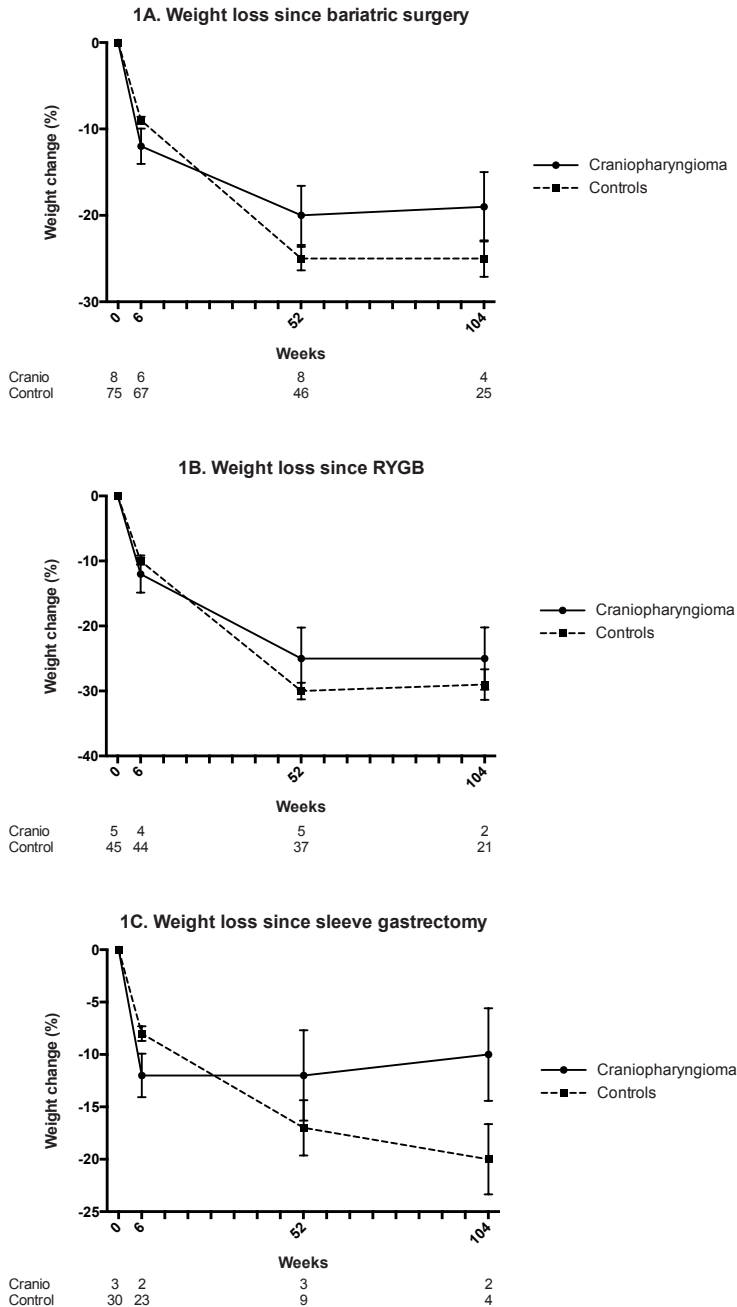 1A. Weight loss since bariatric surgery
0
-10
-20
-30
Weight change (%)
0 6 52 104
Weeks
Craniopharyngioma
Controls
Cranio 8 6 8 4
Control 75 67 46 25
1B. Weight loss since RYGB
0
-10
-20
-30
-40
Weight change (%)
0 6 52 104
Weeks
Craniopharyngioma
Controls
Cranio 5 4 5 2
Control 45 44 37 21
1C. Weight loss since sleeve gastrectomy
0
-5
-10
-15
-20
-25
Weight change (%)
0 6 52 104
Weeks
Craniopharyngioma
Controls
Cranio 3 2 3 2
Control 30 23 9 4